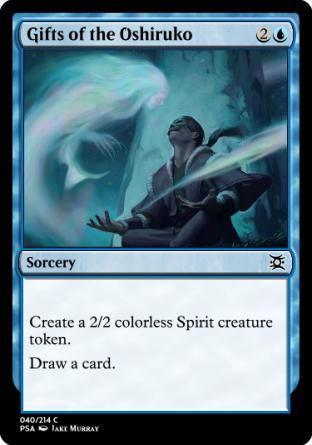 Gifts of the Oshiruko 2
Sorcery
Create a 2/2 colorless Spirit creature
token.
Draw a card.
040/214 C
PSA Jake Murray